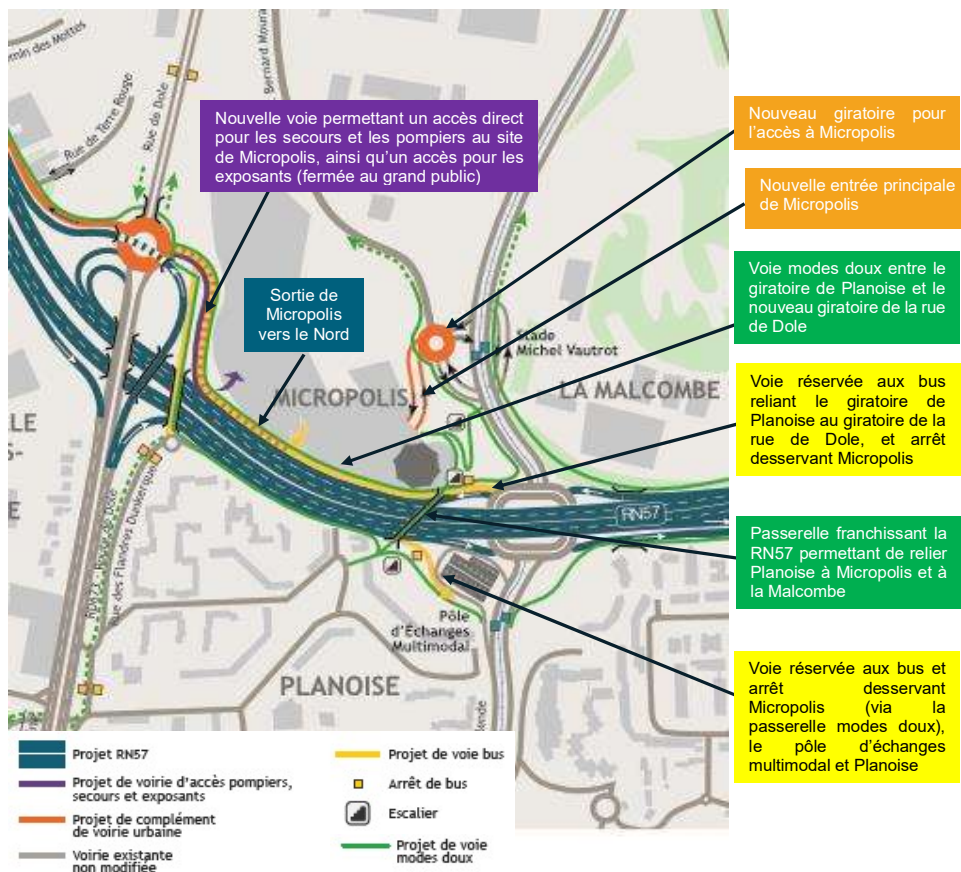 Rue de Terre Rouge
Rue de Dole
Bernard Moura
Nouvelle voie permettant un accès direct
pour les secours et les pompiers au site
de Micropolis, ainsi qu'un accès pour les
exposants (fermée au grand public)
Nouveau giratoire pour
l'accès à Micropolis
Nouvelle entrée principale
de Micropolis
Sortie de
Micropolis
vers le Nord
Voie modes doux entre le
giratoire de Planoise et le
nouveau giratoire de la rue
de Dole
Stade
Michel Vautrot
MICROPOLIS
LA MALCOMBE
Voie réservée aux bus
reliant le giratoire de
Planoise au giratoire de la
rue de Dole, et arrêt
desservant Micropolis
RN57
Rue des Flandres Dunkerque
Passerelle franchissant la
RN57 permettant de relier
Planoise à Micropolis et à
la Malcombe
Pôle
d'Échanges
Multimodal
PLANOISE
Voie réservée aux bus et
arrêt desservant
Micropolis (via la
passerelle modes doux),
le pôle d'échanges
multimodal et Planoise
Projet RN57
Projet de voirie d'accès pompiers,
secours et exposants
Projet de complément
de voirie urbaine
Voirie existante
non modifiée
Projet de voie bus
Arrêt de bus
Escalier
Projet de voie
modes doux